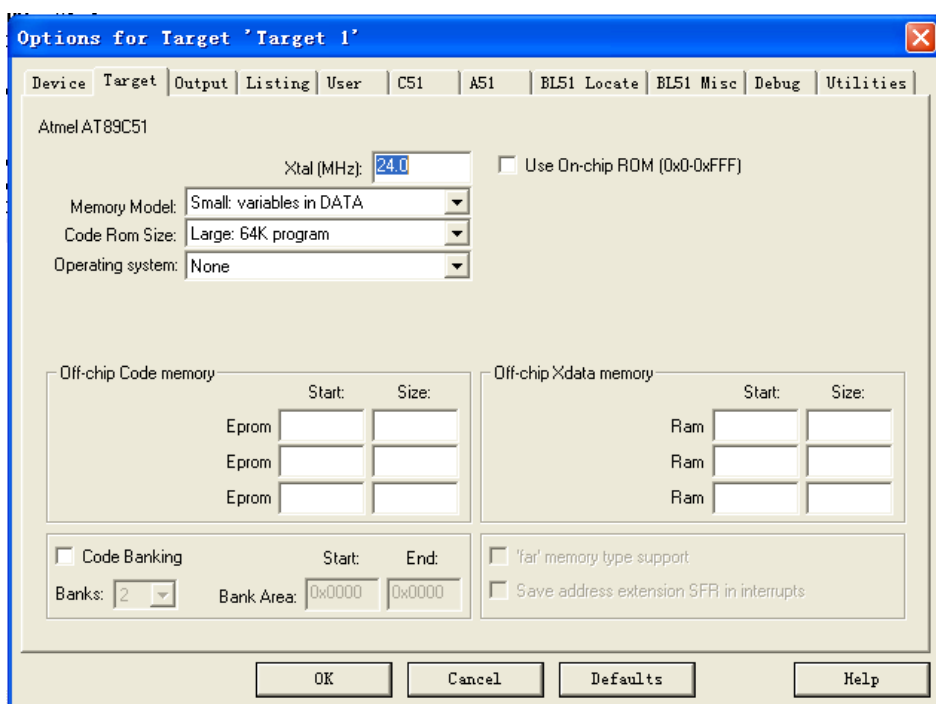 Options for Target 'Target 1'
Device Target Output Listing User C51 A51 BL51 Locate BL51 Misc Debug Utilities
Atmel AT89C51
Xtal (MHz): 24.0 Use On-chip ROM (0x0-0xFFF)
Memory Model: Small: variables in DATA
Code Rom Size: Large: 64K program
Operating system: None
Off-chip Code memory Off-chip Xdata memory
Start: Size: Start: Size:
Eprom Ram
Eprom Ram
Eprom Ram
Code Banking Start: End: 'far' memory type support
Banks: 2 Bank Area: 0x0000 0x0000 Save address extension SFR in interrupts
OK Cancel Defaults Help